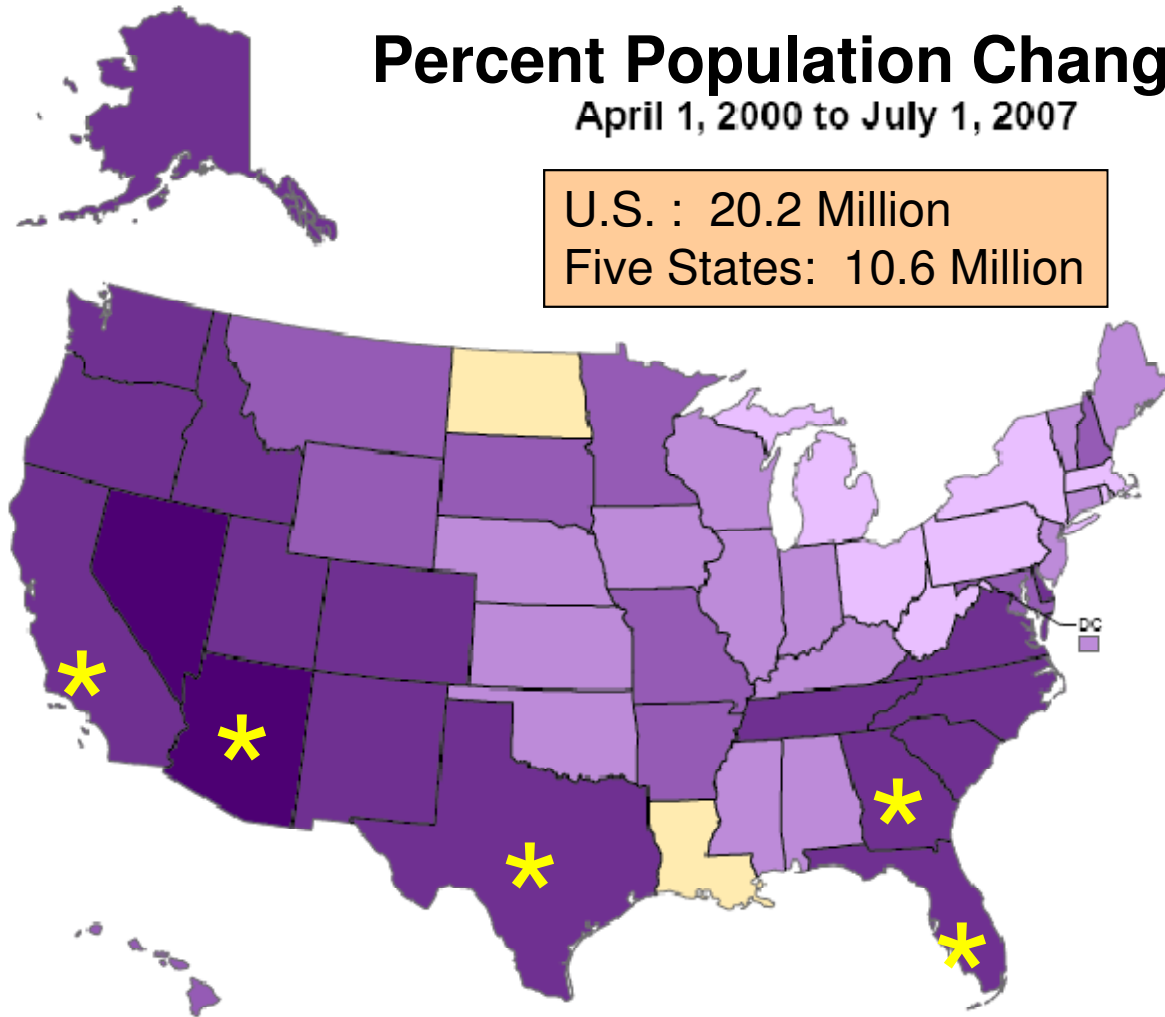 Percent Population Chang
April 1, 2000 to July 1, 2007
U.S. : 20.2 Million
Five States: 10.6 Million
DC